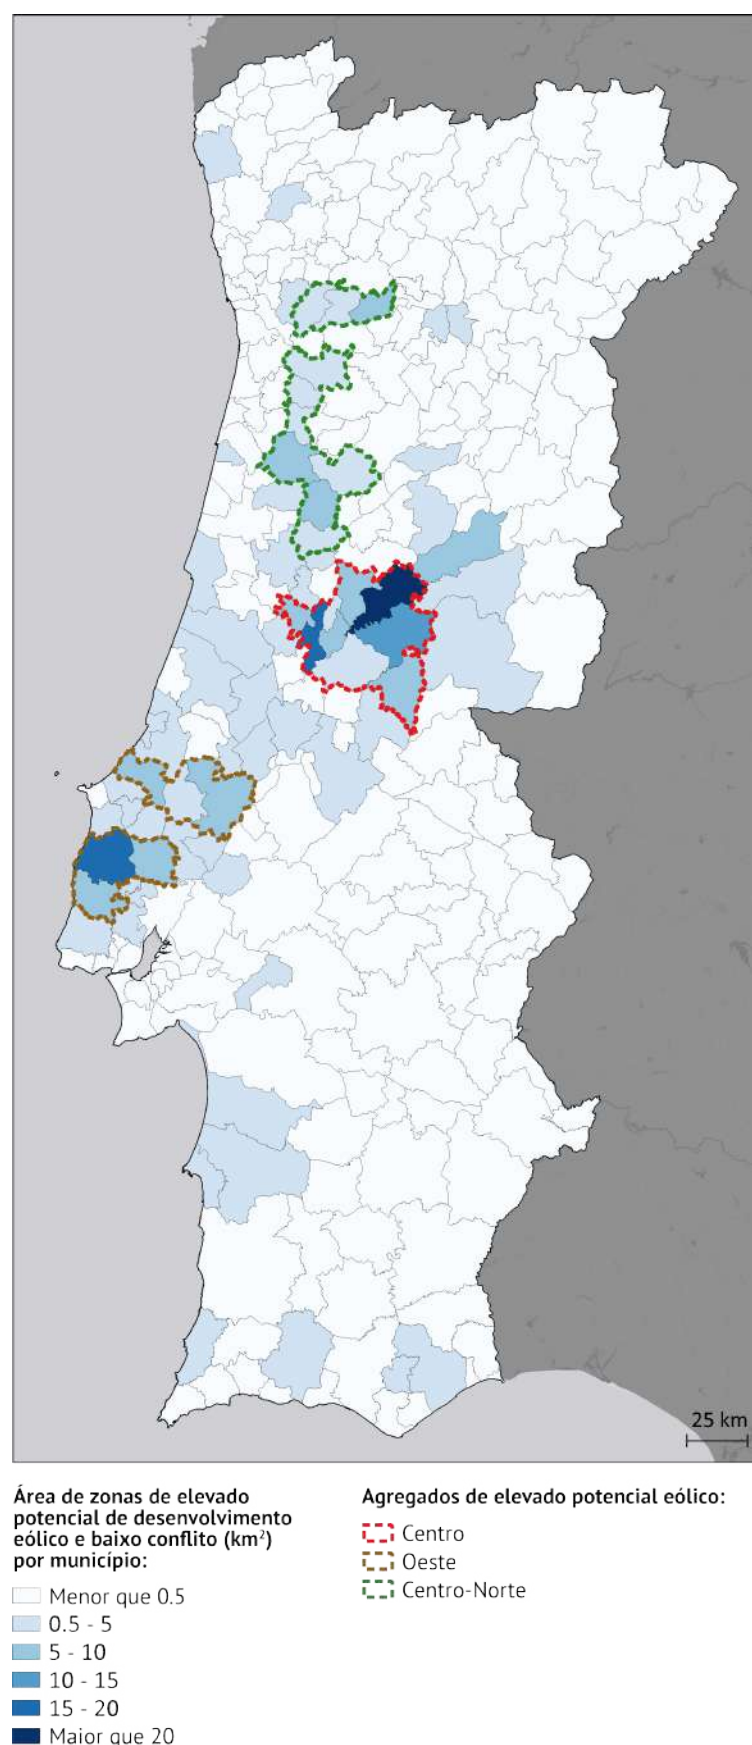 25 km
Área de zonas de elevado
potencial de desenvolvimento
eólico e baixo conflito (km²)
por município:
Menor que 0.5
0.5 - 5
5 - 10
10 - 15
15 - 20
Maior que 20
Agregados de elevado potencial eólico:
Centro
Oeste
Centro-Norte